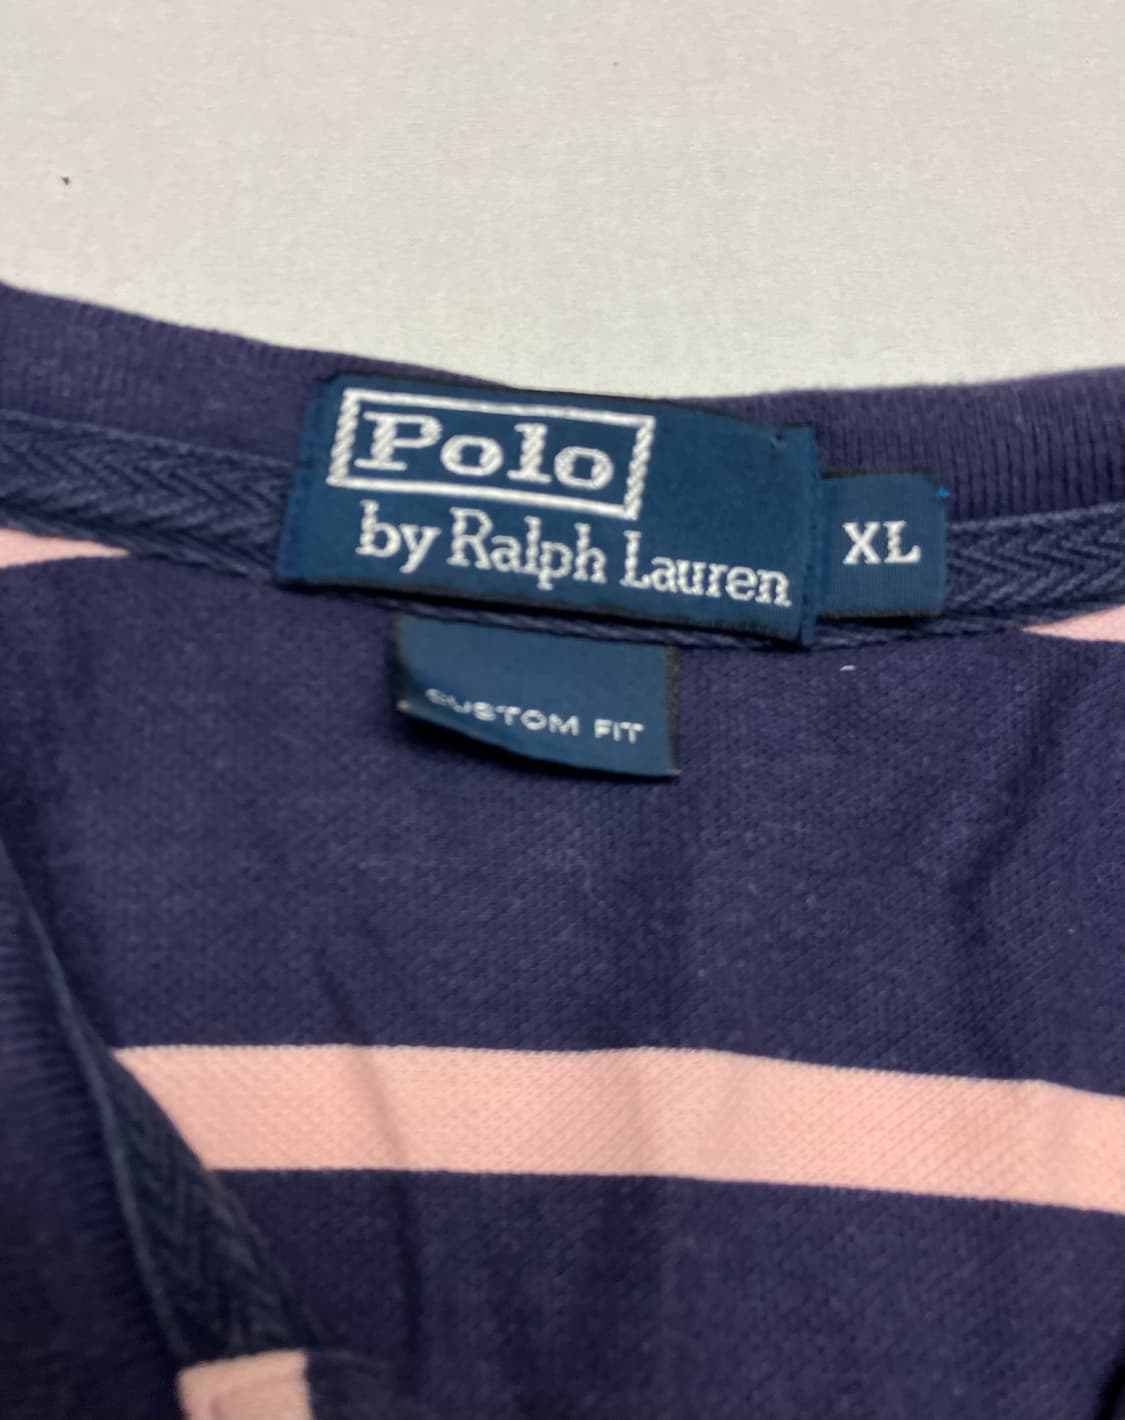 Polo
by Ralph Lauren
XL
CUSTOM FIT